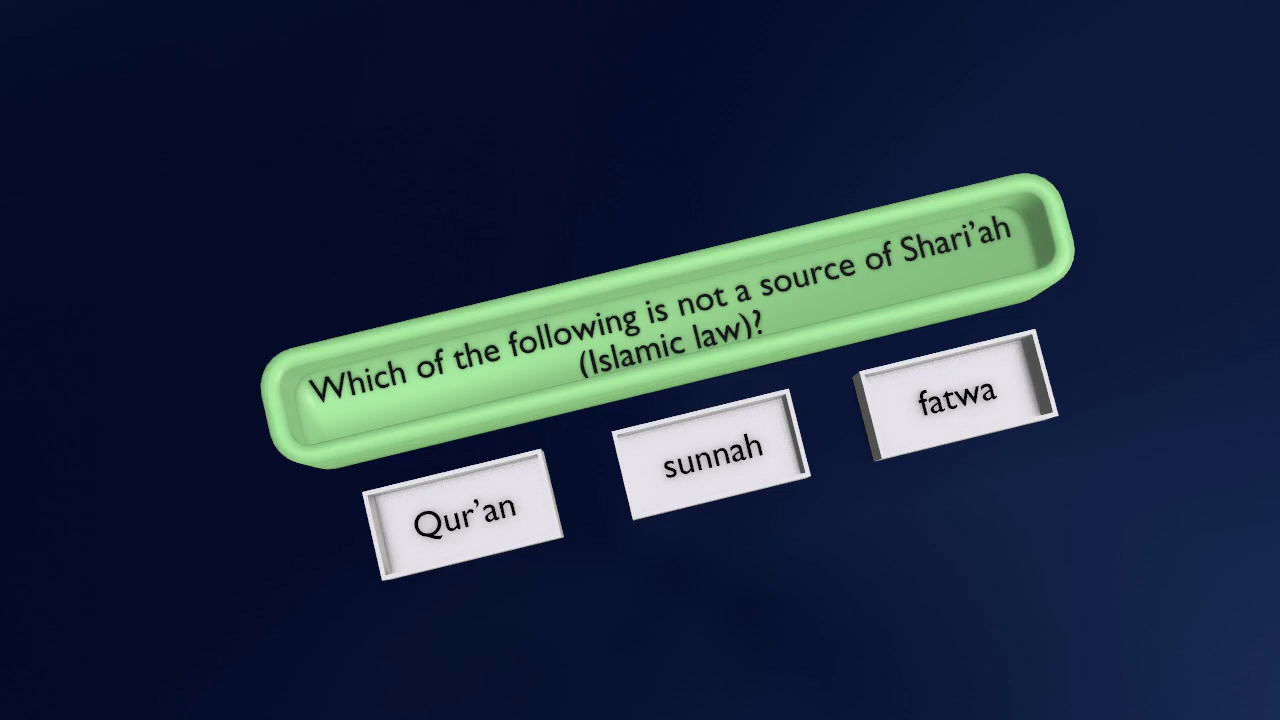 Which of the following is not a source of Shari’ah
(Islamic law)?
Qur’an
sunnah
fatwa